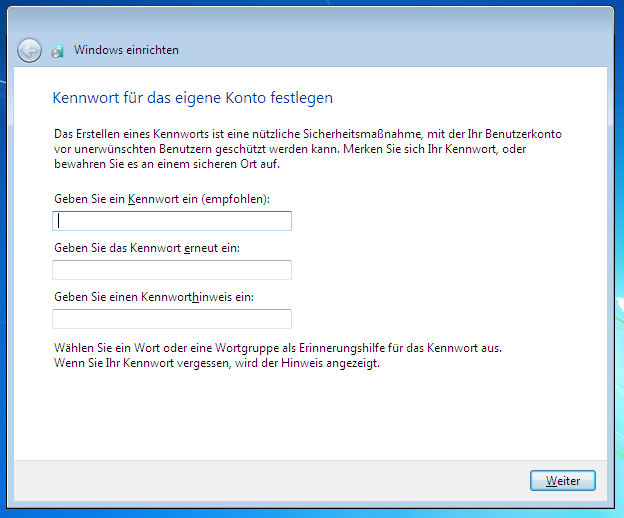 Windows einrichten
Kennwort für das eigene Konto festlegen
Das Erstellen eines Kennworts ist eine nützliche Sicherheitsmaßnahme, mit der Ihr Benutzerkonto
vor unerwünschten Benutzern geschützt werden kann. Merken Sie sich Ihr Kennwort, oder
bewahren Sie es an einem sicheren Ort auf.
Geben Sie ein Kennwort ein (empfohlen):
Geben Sie das Kennwort erneut ein:
Geben Sie einen Kennworthinweis ein:
Wählen Sie ein Wort oder eine Wortgruppe als Erinnerungshilfe für das Kennwort aus.
Wenn Sie Ihr Kennwort vergessen, wird der Hinweis angezeigt.
Weiter